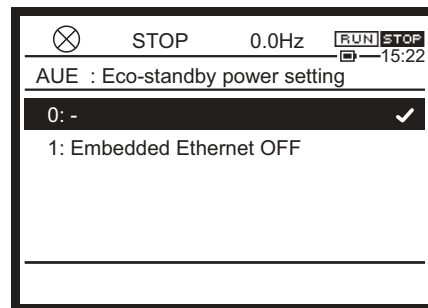 STOP 0.0Hz RUN STOP
15:22
AUE : Eco-standby power setting
0: -
1: Embedded Ethernet OFF